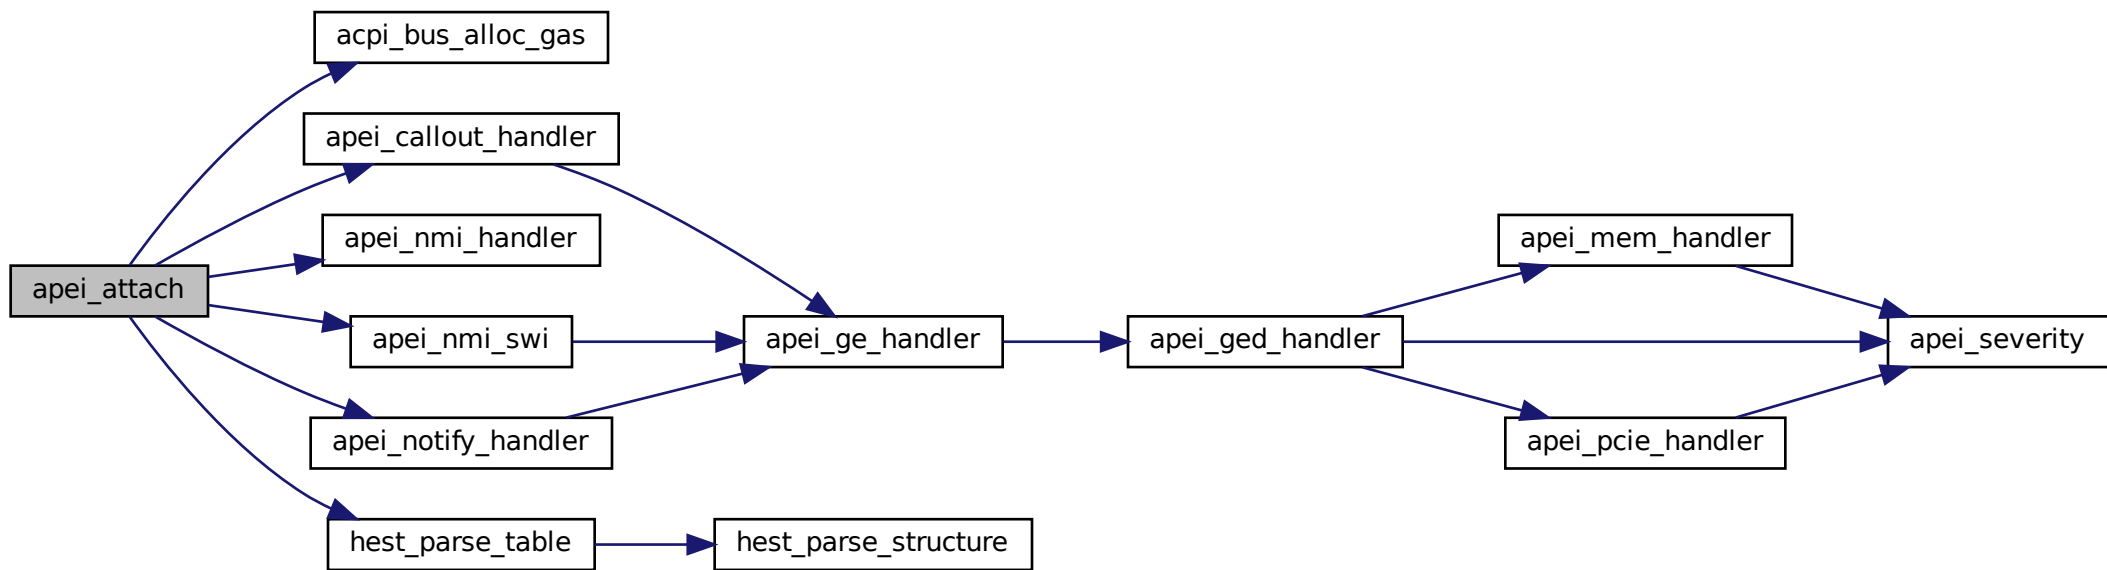 acpi_bus_alloc_gas
apei_callout_handler
apei_nmi_handler
apei_mem_handler
apei_attach
apei_nmi_swi
apei_ge_handler
apei_ged_handler
apei_severity
apei_notify_handler
apei_pcie_handler
hest_parse_table
hest_parse_structure